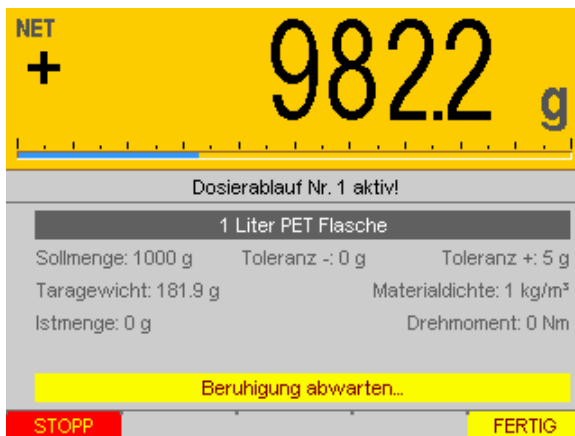 NET
+ 982.2 g
Dosierablauf Nr. 1 aktiv!
1 Liter PET Flasche
Sollmenge: 1000 g Toleranz -: 0 g Toleranz +: 5 g
Taragewicht: 181.9 g Materialdichte: 1 kg/m³
Istmenge: 0 g Drehmoment: 0 Nm
Beruhigung abwarten...
STOPP FERTIG